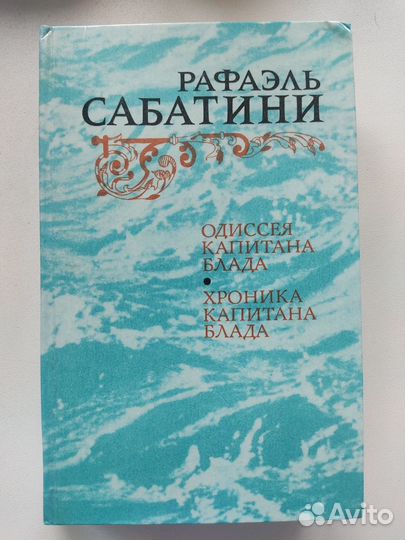 РАФАЭЛЬ
САБАТИНИ
ОДИССЕЯ
КАПИТАНА
БЛАДА
•
ХРОНИКА
КАПИТАНА
БЛАДА
Avito